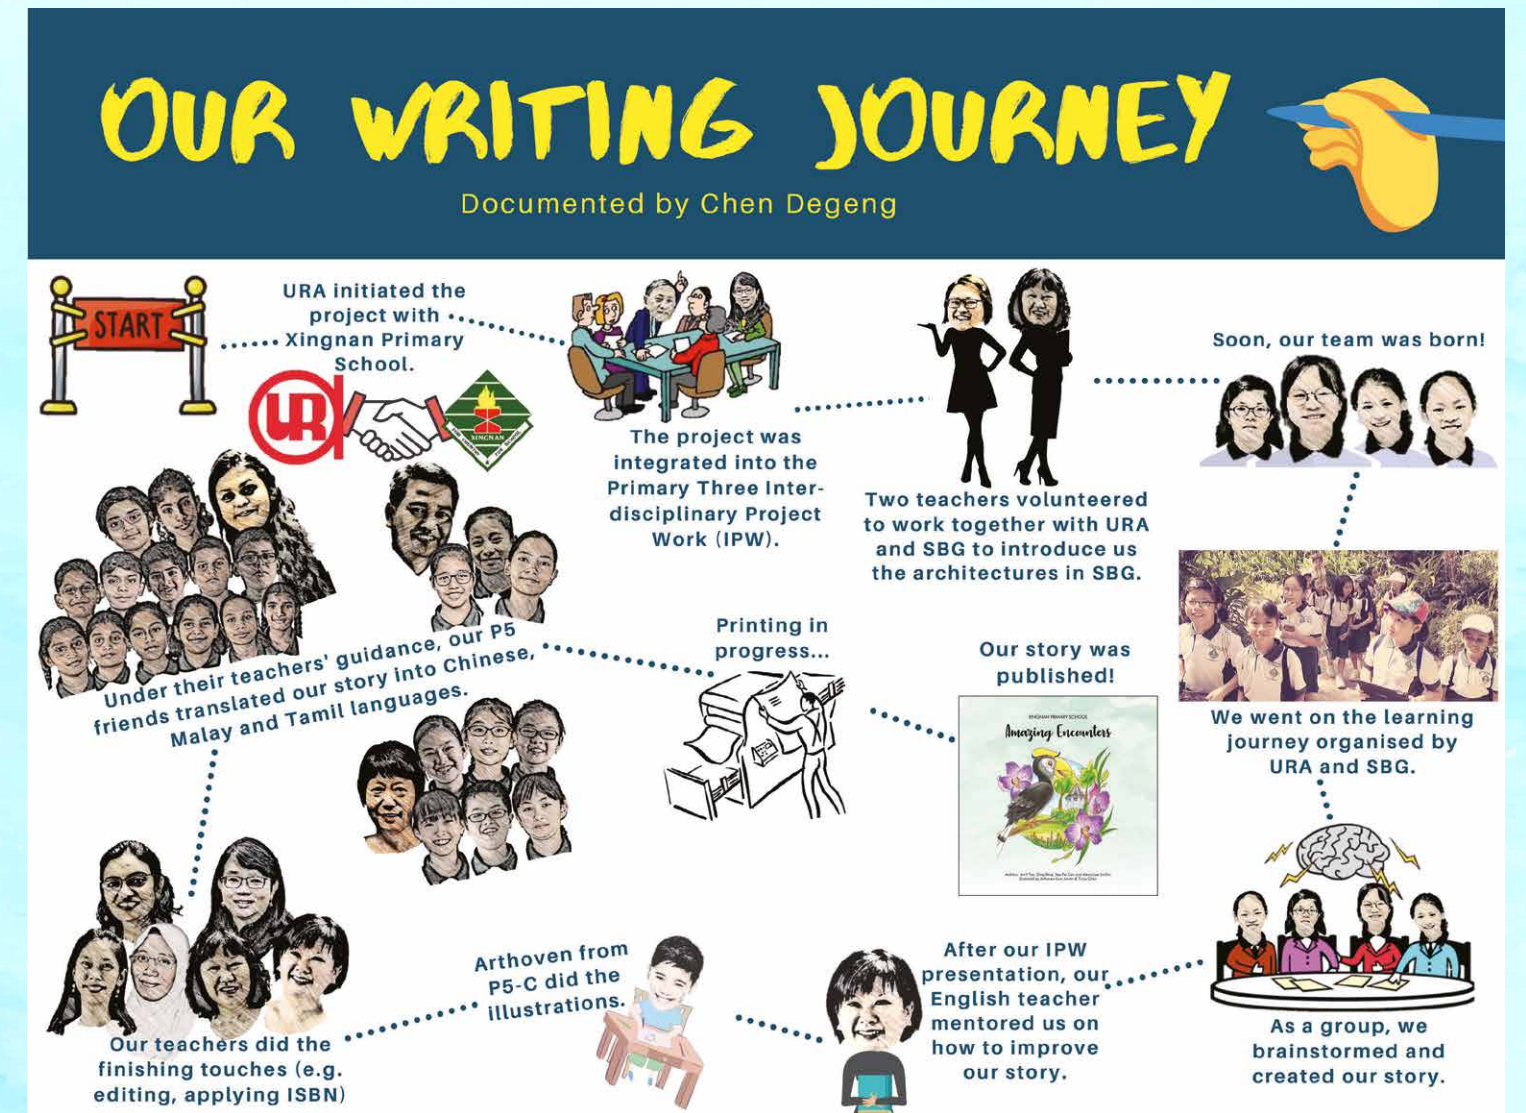 OUR WRITING JOURNEY
Documented by Chen Degeng
START
URA initiated the
project with
Xingnan Primary
School.
UR
XINGNAN
The project was
integrated into the
Primary Three Inter-
disciplinary Project
Work (IPW).
Two teachers volunteered
to work together with URA
and SBG to introduce us
the architectures in SBG.
Soon, our team was born!
We went on the learning
journey organised by
URA and SBG.
As a group, we
brainstormed and
created our story.
After our IPW
presentation, our
English teacher
mentored us on
how to improve
our story.
Arthoven from
P5-C did the
illustrations.
Our teachers did the
finishing touches (e.g.
editing, applying ISBN)
Under their teachers' guidance, our P5
friends translated our story into Chinese,
Malay and Tamil languages.
Printing in
progress...
Our story was
published!
XINGNAN PRIMARY SCHOOL
Amazing Encounters